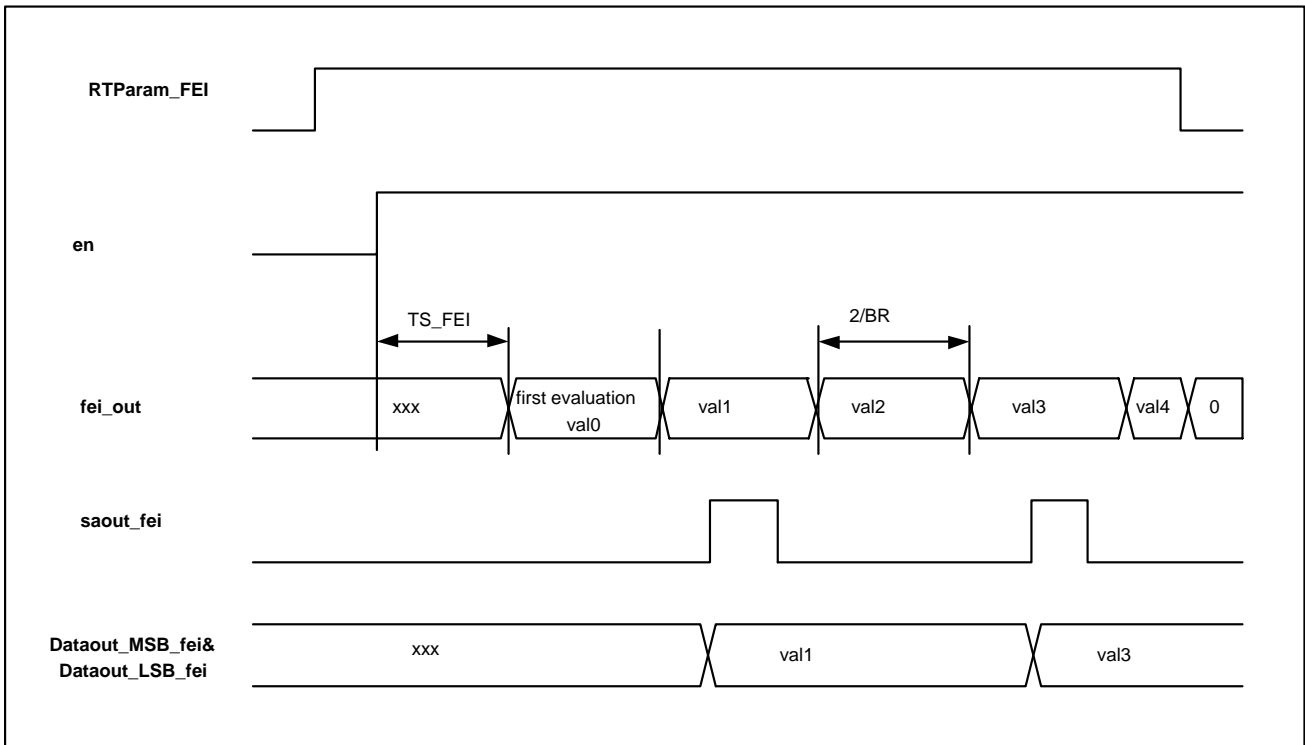 RTParam_FEI
en
TS_FEI
2/BR
fei_out
xxx
first evaluation
val0
val1
val2
val3
val4
0
saout_fei
Dataout_MSB_fei&
Dataout_LSB_fei
xxx
val1
val3